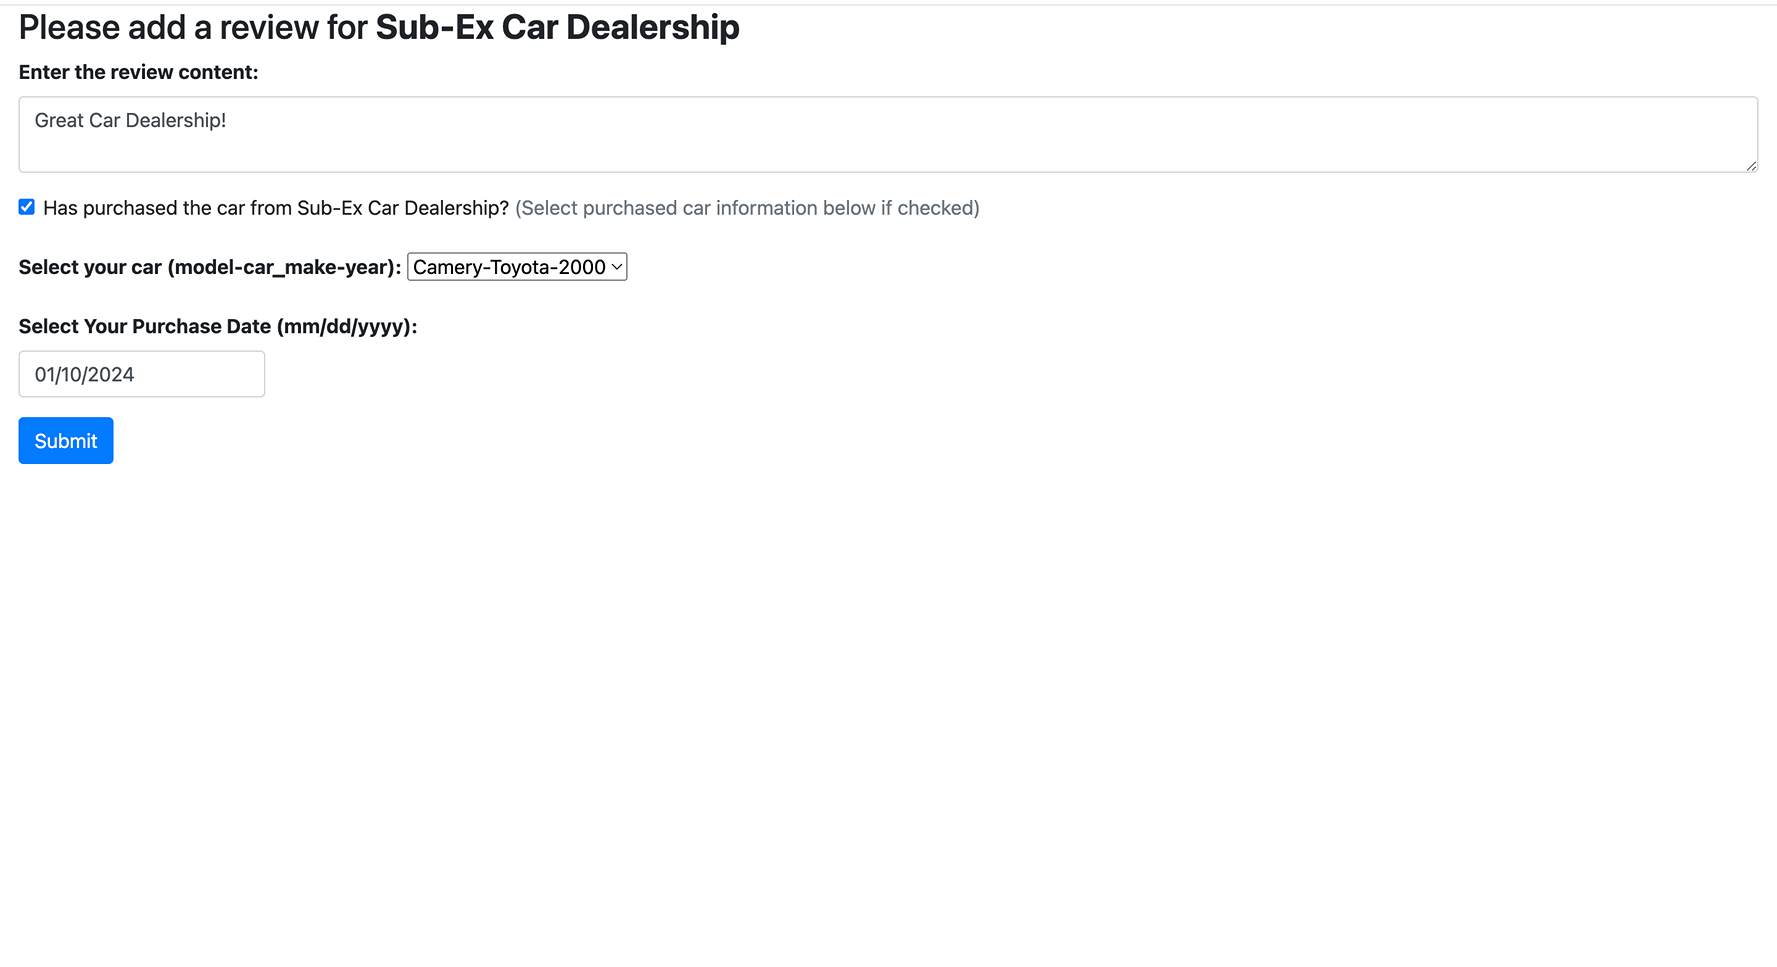 Please add a review for Sub-Ex Car Dealership
Enter the review content:
Great Car Dealership!
Has purchased the car from Sub-Ex Car Dealership? (Select purchased car information below if checked)
Select your car (model-car_make-year): Camery-Toyota-2000
Select Your Purchase Date (mm/dd/yyyy):
01/10/2024
Submit